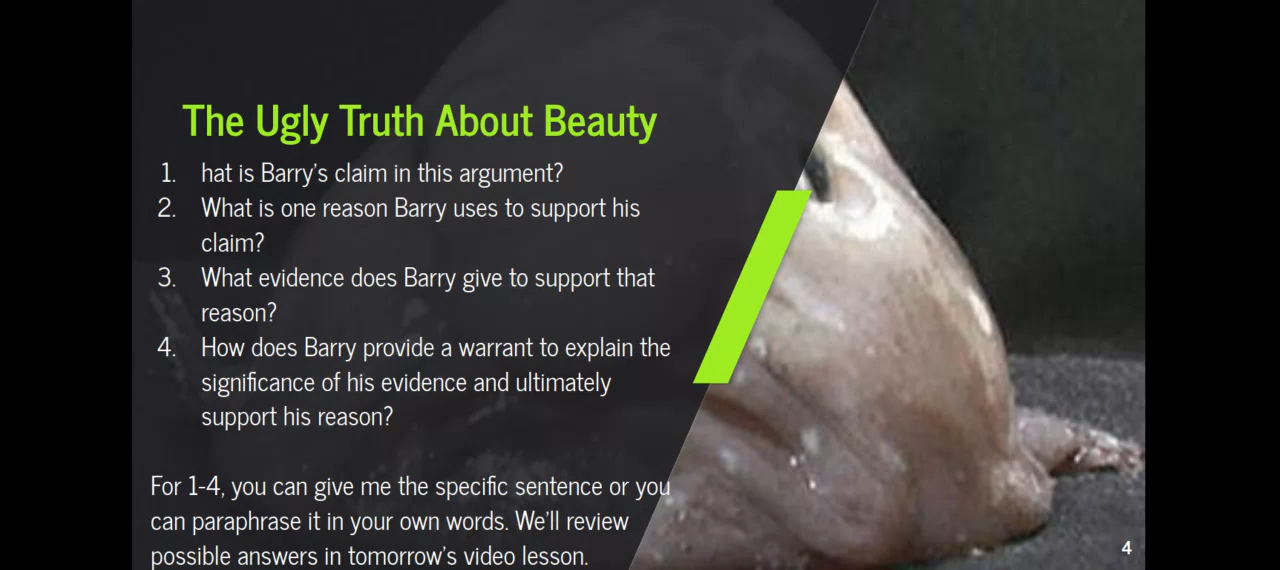 The Ugly Truth About Beauty
1. hat is Barry's claim in this argument?
2. What is one reason Barry uses to support his
claim?
3. What evidence does Barry give to support that
reason?
4. How does Barry provide a warrant to explain the
significance of his evidence and ultimately
support his reason?
For 1-4, you can give me the specific sentence or you
can paraphrase it in your own words. We'll review
possible answers in tomorrow's video lesson.
4